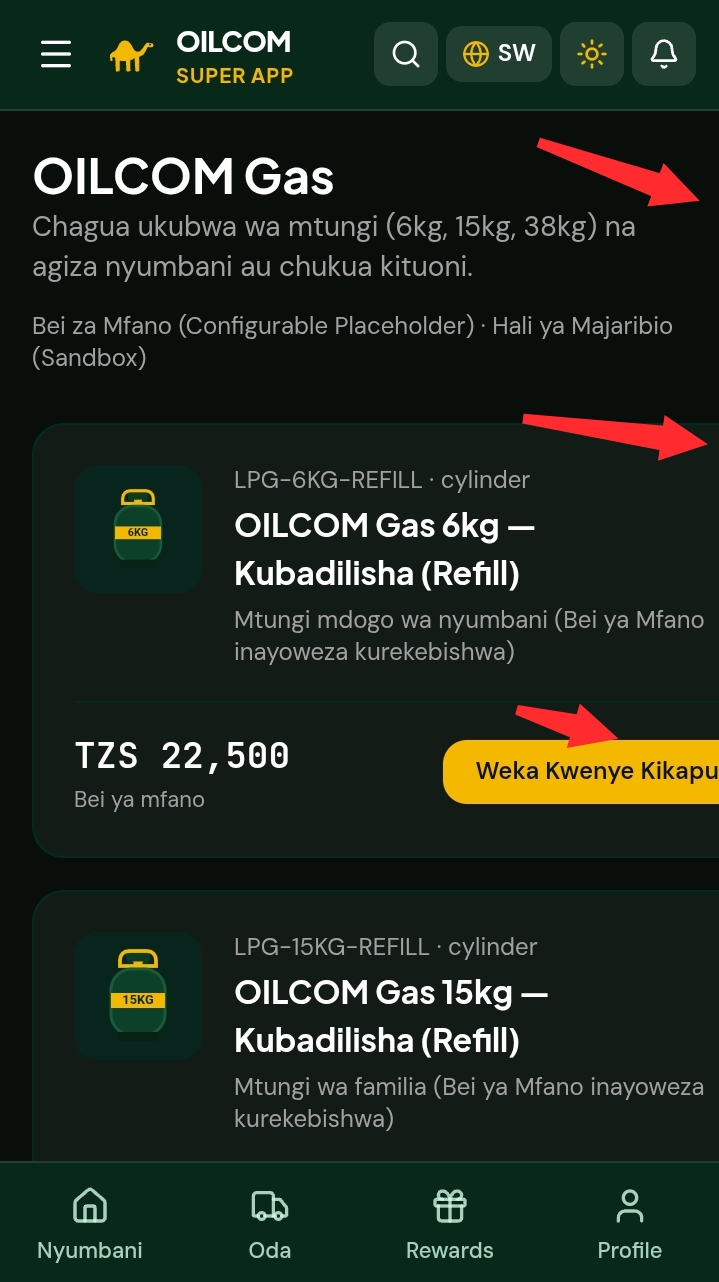 OILCOM
SUPER APP
SW
OILCOM Gas
Chagua ukubwa wa mtungi (6kg, 15kg, 38kg) na
agiza nyumbani au chukua kituoni.
Bei za Mfano (Configurable Placeholder) · Hali ya Majaribio
(Sandbox)
6KG
LPG-6KG-REFILL · cylinder
OILCOM Gas 6kg —
Kubadilisha (Refill)
Mtungi mdogo wa nyumbani (Bei ya Mfano
inayoweza kurekebishwa)
TZS 22,500
Bei ya mfano
Weka Kwenye Kikapu
15KG
LPG-15KG-REFILL · cylinder
OILCOM Gas 15kg —
Kubadilisha (Refill)
Mtungi wa familia (Bei ya Mfano inayoweza
kurekebishwa)
Nyumbani
Oda
Rewards
Profile